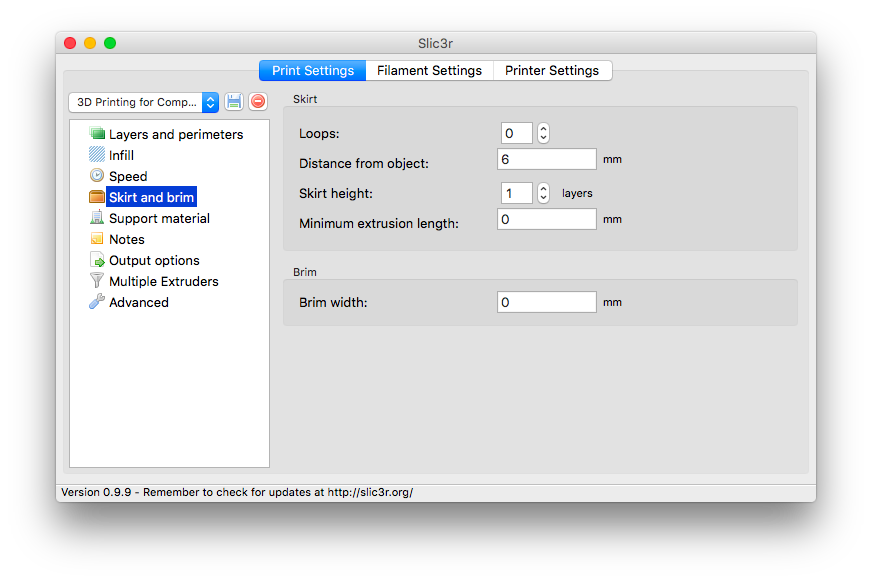 Slic3r
Print Settings
Filament Settings
Printer Settings
3D Printing for Comp...
Layers and perimeters
Infill
Speed
Skirt and brim
Support material
Notes
Output options
Multiple Extruders
Advanced
Skirt
Loops: 0
Distance from object: 6 mm
Skirt height: 1 layers
Minimum extrusion length: 0 mm
Brim
Brim width: 0 mm
Version 0.9.9 - Remember to check for updates at http://slic3r.org/